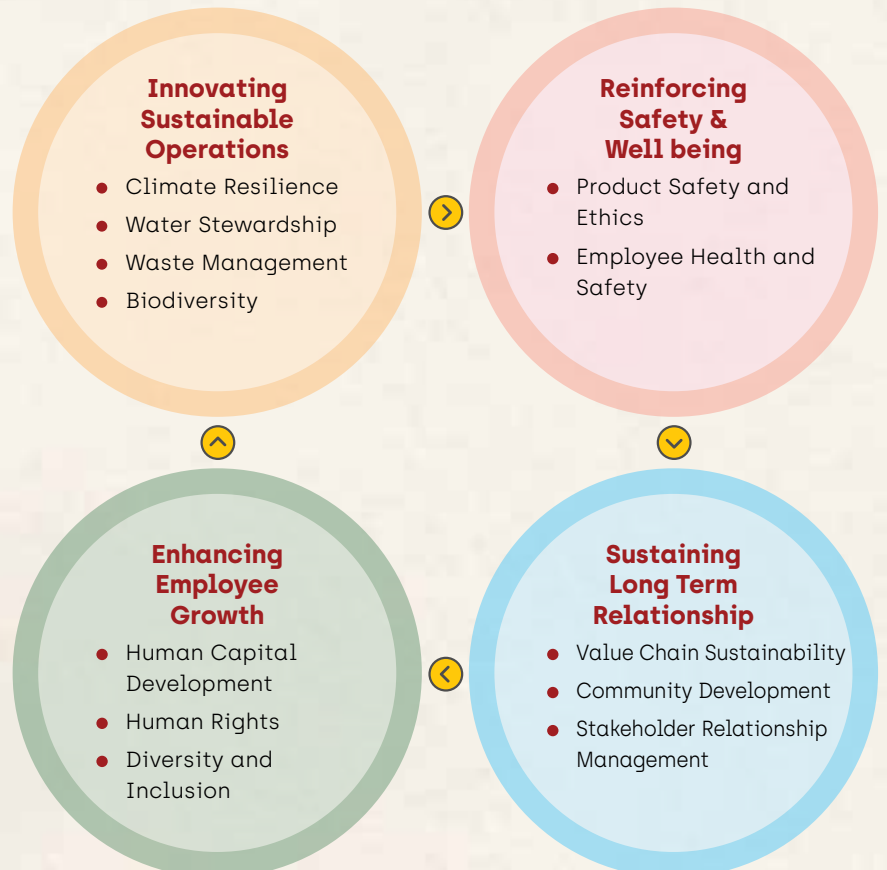 Innovating
Sustainable
Operations
● Climate Resilience
● Water Stewardship
● Waste Management
● Biodiversity
Reinforcing
Safety &
Well being
● Product Safety and
Ethics
● Employee Health and
Safety
Enhancing
Employee
Growth
● Human Capital
Development
● Human Rights
● Diversity and
Inclusion
Sustaining
Long Term
Relationship
● Value Chain Sustainability
● Community Development
● Stakeholder Relationship
Management